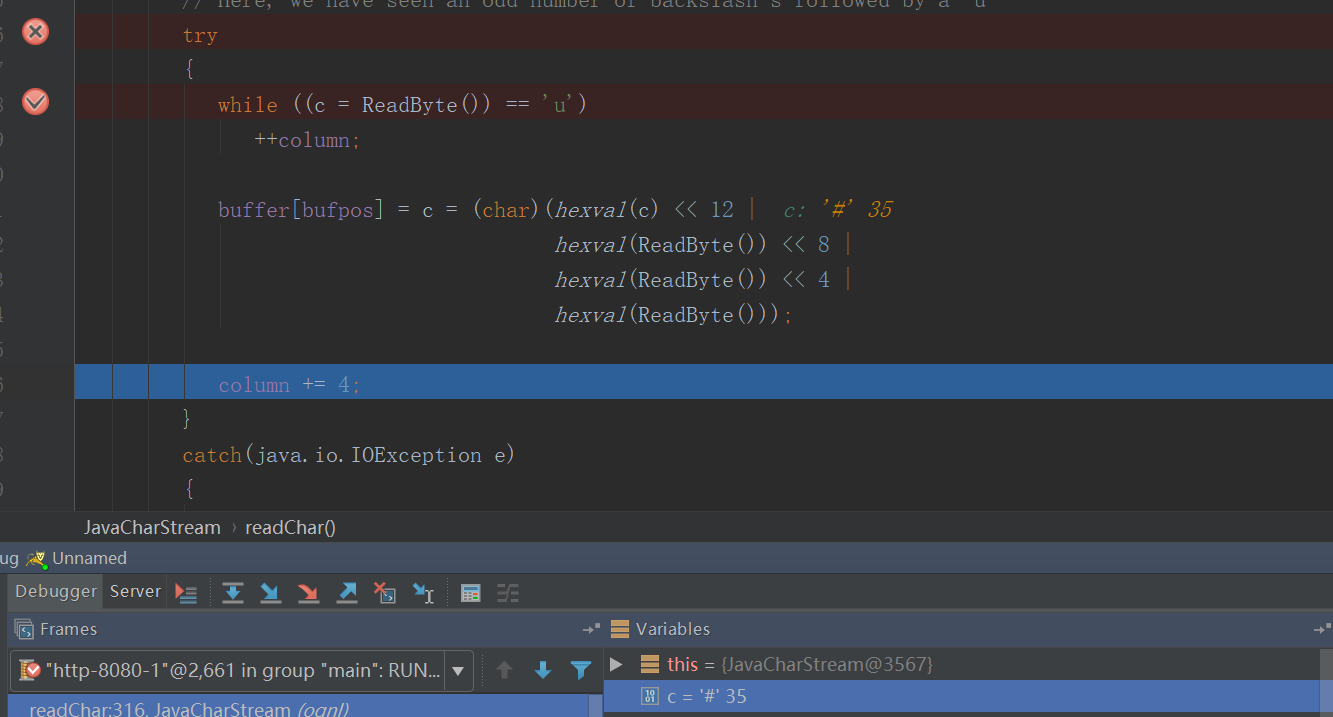 // Here, we have seen an odd number of backslash's followed by a 'u'
try
{
while ((c = ReadByte()) == 'u')
++column;
buffer[bufpos] = c = (char)(hexval(c) << 12 |  c: '#' 35
hexval(ReadByte()) << 8 |
hexval(ReadByte()) << 4 |
hexval(ReadByte()));
column += 4;
}
catch(java.io.IOException e)
{
JavaCharStream › readChar()
ug Unnamed
Debugger Server
Frames
Variables
"http-8080-1"@2,661 in group "main": RUN...
this = {JavaCharStream@3567}
c = '#' 35
readChar:316, JavaCharStream (ognl)